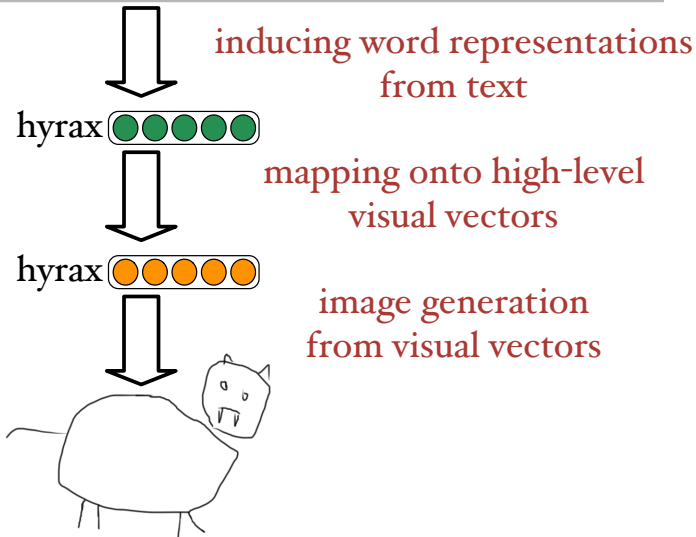 inducing word representations
from text
hyrax
mapping onto high-level
visual vectors
hyrax
image generation
from visual vectors